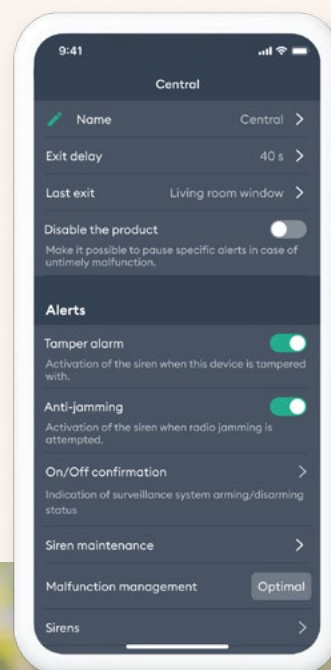 9:41
Central
Name Central
Exit delay 40 s
Last exit Living room window
Disable the product
Make it possible to pause specific alerts in case of
untimely malfunction.
Alerts
Tamper alarm
Activation of the siren when this device is tampered
with.
Anti-jamming
Activation of the siren when radio jamming is
attempted.
On/Off confirmation
Indication of surveillance system arming/disarming
status
Siren maintenance
Malfunction management Optimal
Sirens